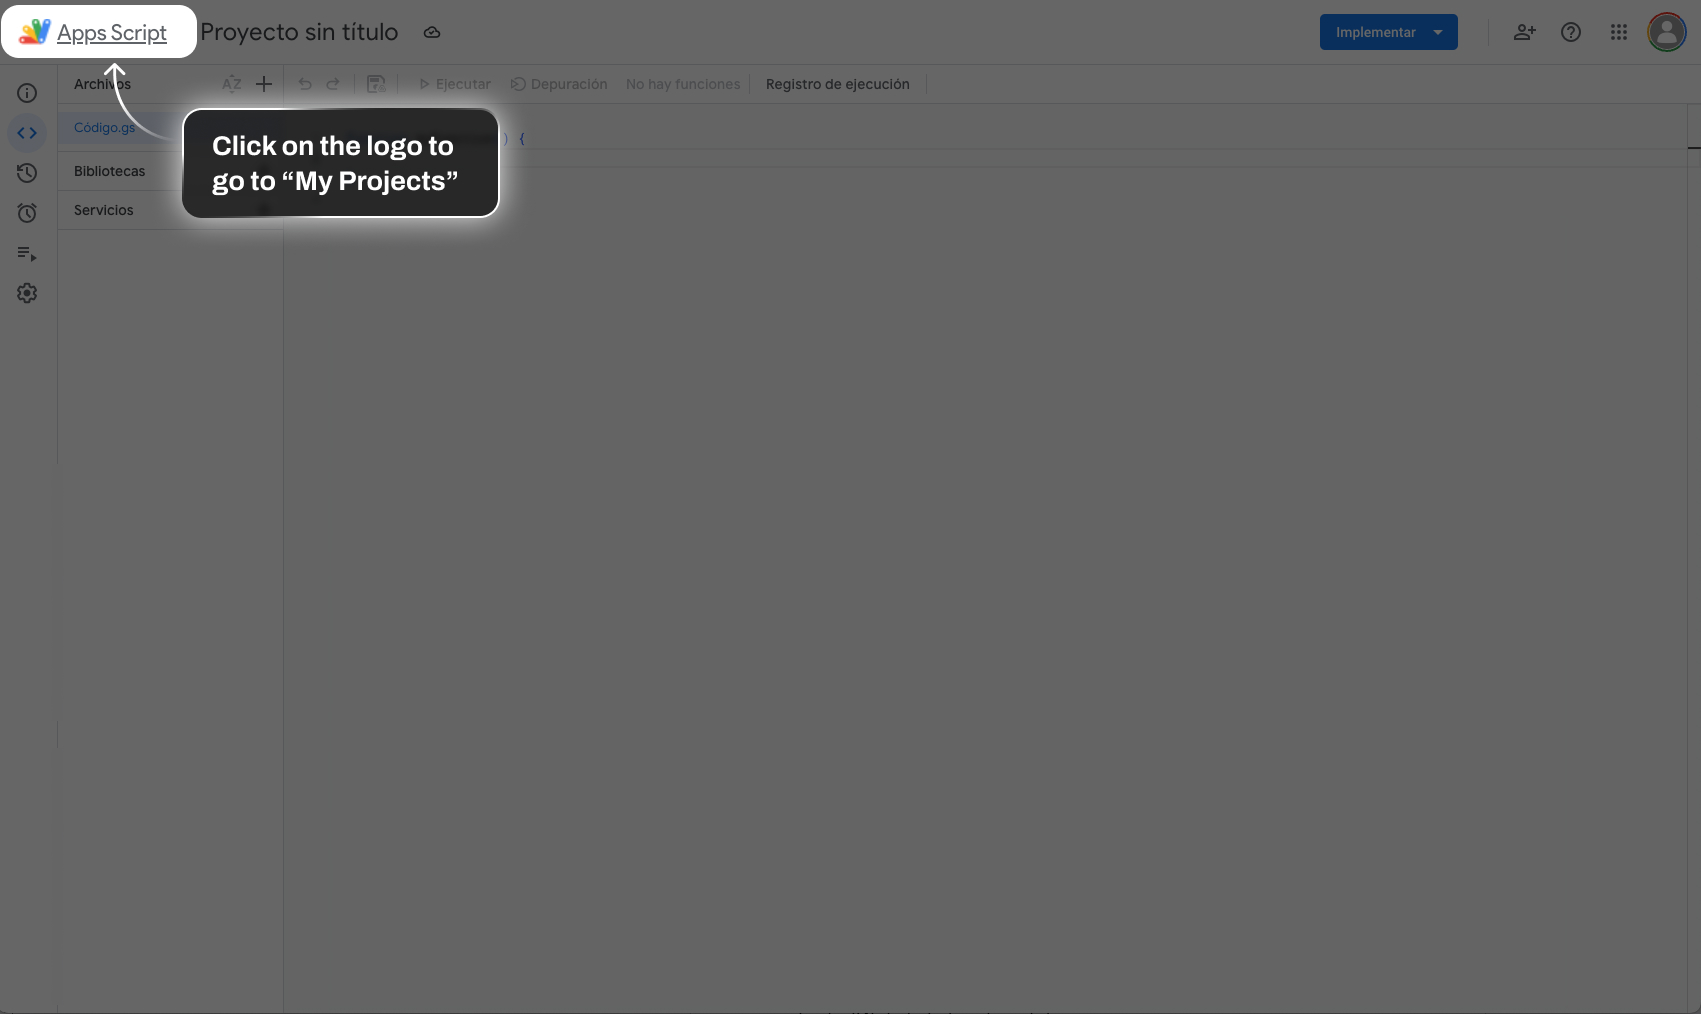 Apps Script
Proyecto sin título
Implementar
Archivos
AZ
Ejecutar
Depuración
No hay funciones
Registro de ejecución
Código.gs
Click on the logo to
go to “My Projects”
) {
Bibliotecas
Servicios